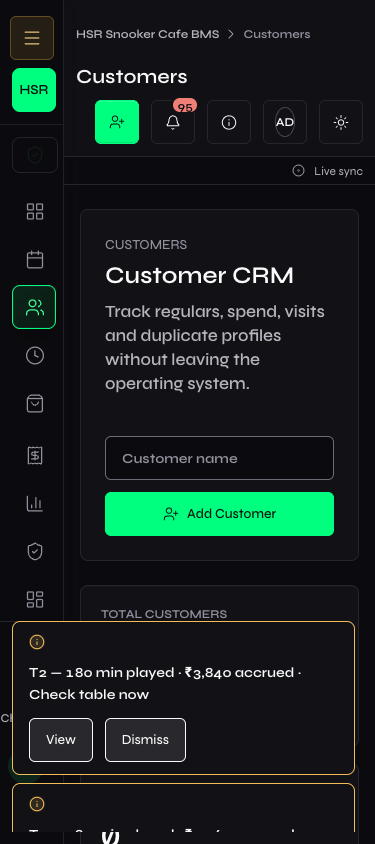 HSR Snooker Cafe BMS > Customers
HSR
Customers
95
AD
Live sync
CUSTOMERS
Customer CRM
Track regulars, spend, visits
and duplicate profiles
without leaving the
operating system.
Customer name
Add Customer
TOTAL CUSTOMERS
T2 — 180 min played · ₹3,840 accrued ·
Check table now
View
Dismiss